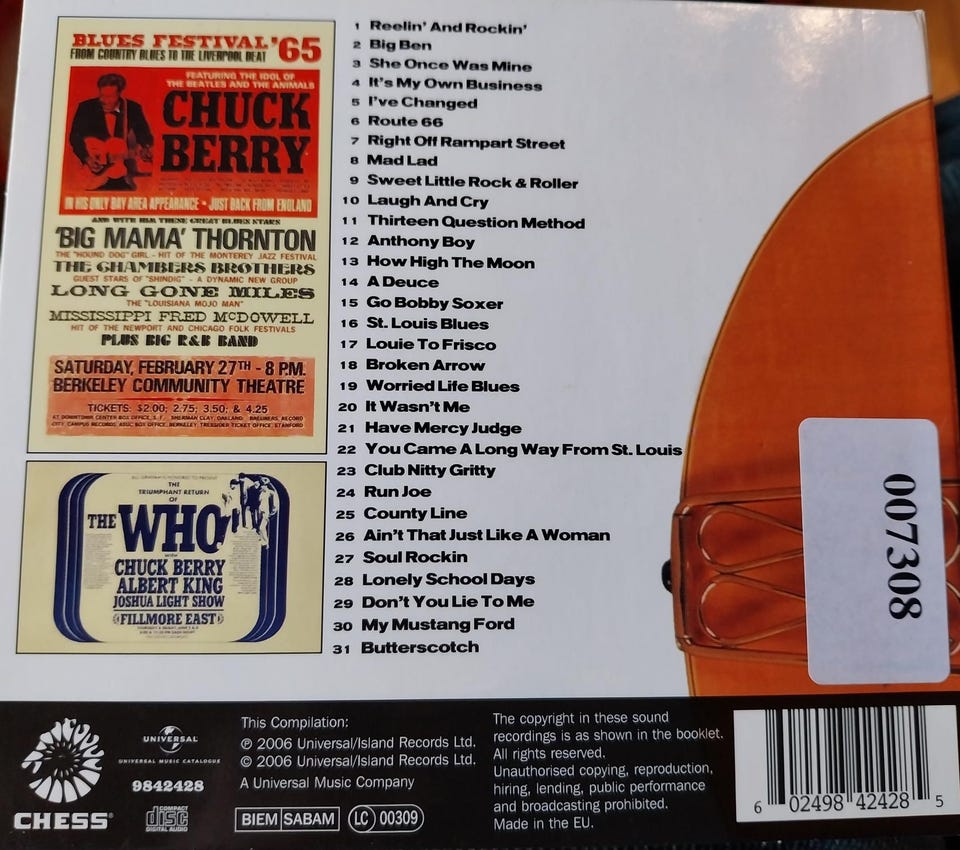 BLUES FESTIVAL '65
FROM COUNTRY BLUES TO THE LIVERPOOL BEAT
FEATURING THE IDOL OF
THE BEATLES AND THE ANIMALS
CHUCK
BERRY
IN HIS ONLY BAY AREA APPEARANCE - JUST BACK FROM ENGLAND
AND WITH HIM THESE GREAT BLUES STARS
'BIG MAMA' THORNTON
THE "HOUND DOG" GIRL - HIT OF THE MONTEREY JAZZ FESTIVAL
THE CHAMBERS BROTHERS
GUEST STARS OF "SHINDIG" - A DYNAMIC NEW GROUP
LONG GONE MILES
THE "LOUISIANA MOJO MAN"
MISSISSIPPI FRED McDOWELL
HIT OF THE NEWPORT AND CHICAGO FOLK FESTIVALS
PLUS BIG R&B BAND
SATURDAY, FEBRUARY 27TH - 8 P.M.
BERKELEY COMMUNITY THEATRE
TICKETS: $2.00; 2.75; 3.50; & 4.25
THE
TRIUMPHANT RETURN
OF
THE WHO
with
CHUCK BERRY
ALBERT KING
JOSHUA LIGHT SHOW
FILLMORE EAST
1 Reelin' And Rockin'
2 Big Ben
3 She Once Was Mine
4 It's My Own Business
5 I've Changed
6 Route 66
7 Right Off Rampart Street
8 Mad Lad
9 Sweet Little Rock & Roller
10 Laugh And Cry
11 Thirteen Question Method
12 Anthony Boy
13 How High The Moon
14 A Deuce
15 Go Bobby Soxer
16 St. Louis Blues
17 Louie To Frisco
18 Broken Arrow
19 Worried Life Blues
20 It Wasn't Me
21 Have Mercy Judge
22 You Came A Long Way From St. Louis
23 Club Nitty Gritty
24 Run Joe
25 County Line
26 Ain't That Just Like A Woman
27 Soul Rockin
28 Lonely School Days
29 Don't You Lie To Me
30 My Mustang Ford
31 Butterscotch
007308
CHESS®
UNIVERSAL
UNIVERSAL MUSIC CATALOGUE
9842428
COMPACT
disc
DIGITAL AUDIO
This Compilation:
℗ 2006 Universal/Island Records Ltd.
© 2006 Universal/Island Records Ltd.
A Universal Music Company
BIEM SABAM
LC 00309
The copyright in these sound
recordings is as shown in the booklet.
All rights reserved.
Unauthorised copying, reproduction,
hiring, lending, public performance
and broadcasting prohibited.
Made in the EU.
6 02498 42428 5